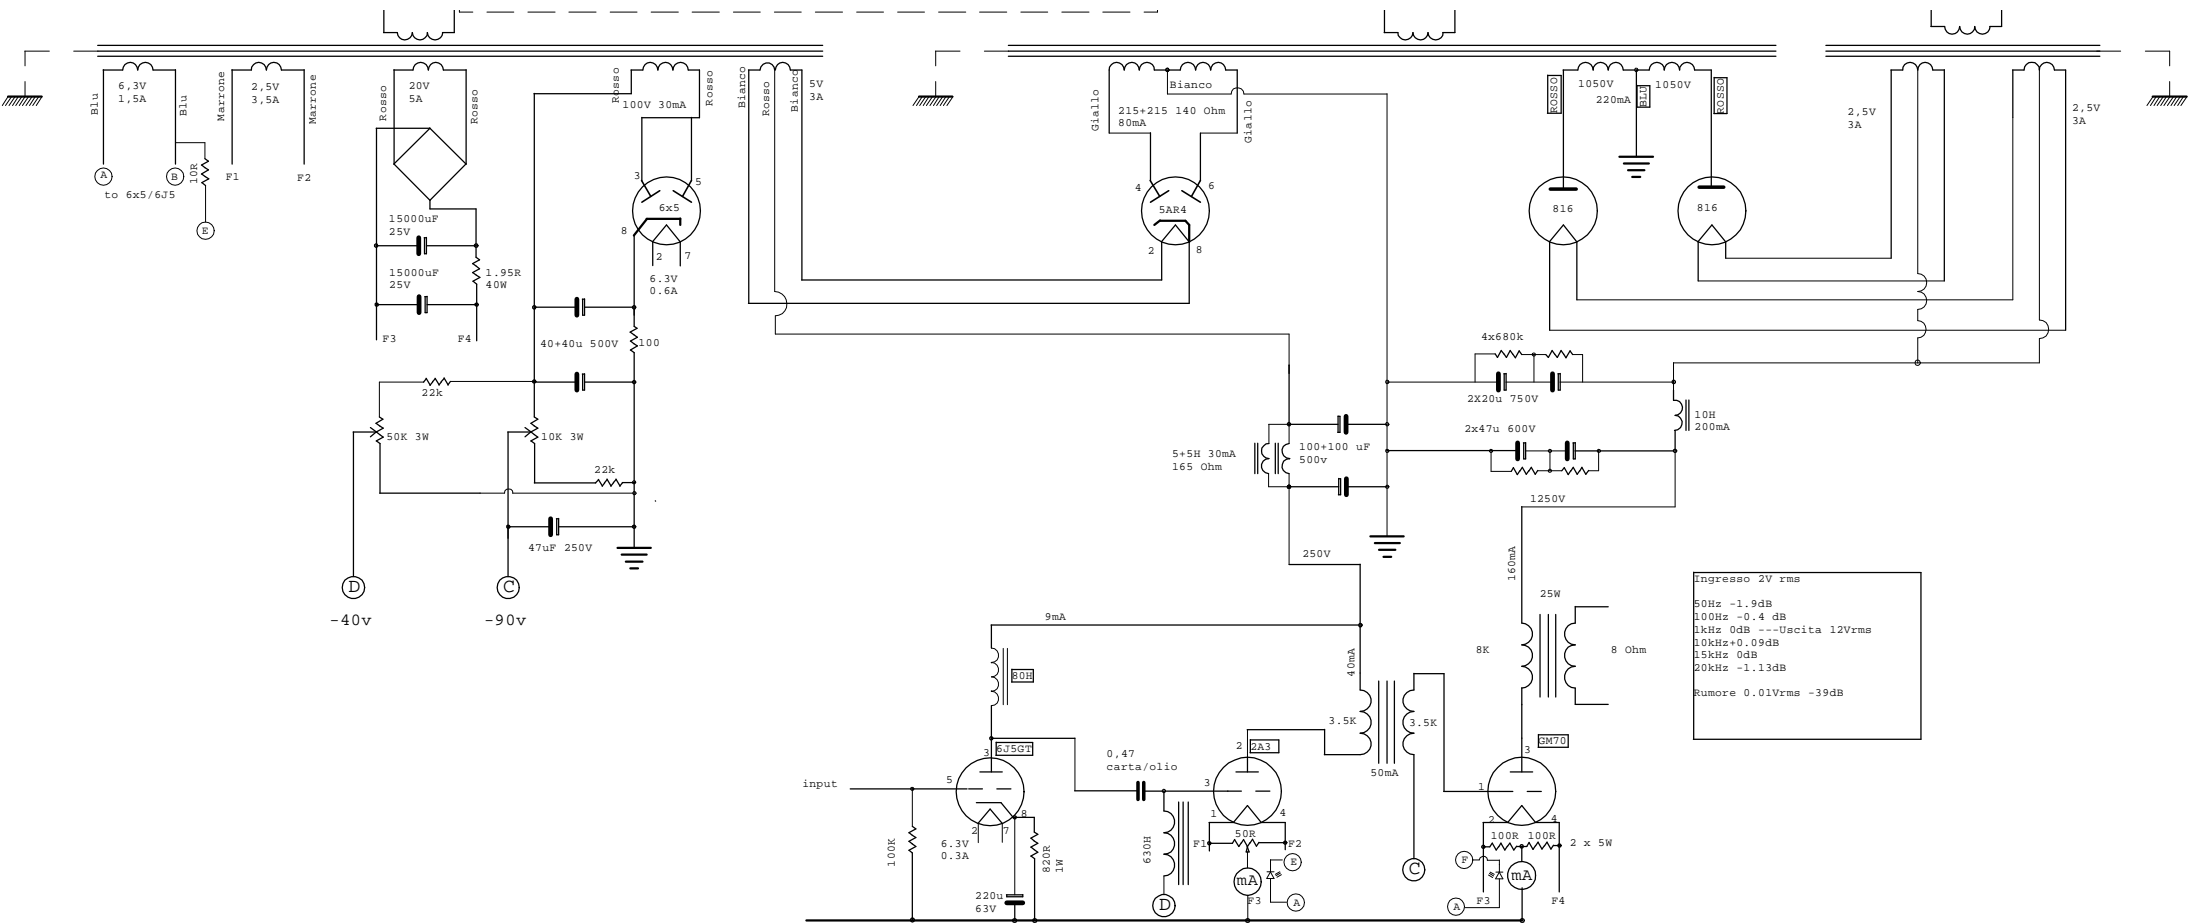 Blu
6,3V
1,5A
Blu
Marrone
2,5V
3,5A
Marrone
Rosso
20V
5A
Rosso
Rosso
100V 30mA
Rosso
Bianco
Rosso
Bianco
5V
3A
Giallo
Bianco
215+215 140 Ohm
80mA
Giallo
ROSSO
1050V
220mA
BLU
1050V
ROSSO
2,5V
3A
2,5V
3A
A
B
10R
E
to 6x5/6J5
F1
F2
15000uF
25V
15000uF
25V
1.95R
40W
F3
F4
3
5
6x5
8
2
7
6.3V
0.6A
4
6
5AR4
2
8
816
816
40+40u 500V
100
22k
50K 3W
10K 3W
22k
47uF 250V
D
C
-40v
-90v
4x680k
2X20u 750V
10H
200mA
2x47u 600V
5+5H 30mA
165 Ohm
100+100 uF
500v
1250V
250V
160mA
25W
8K
8 Ohm
Ingresso 2V rms
50Hz -1.9dB
100Hz -0.4 dB
1kHz 0dB ---Uscita 12Vrms
10kHz+0.09dB
15kHz 0dB
20kHz -1.13dB
Rumore 0.01Vrms -39dB
9mA
80H
40mA
3.5K
3.5K
50mA
input
5
3
6J5GT
8
2
7
6.3V
0.3A
100K
820R
1W
220u
63V
0,47
carta/olio
630H
D
2
2A3
3
1
4
F1
50R
F2
mA
F3
E
A
C
GM70
3
1
2
4
100R
100R
2 x 5W
F
mA
A
F3
F4